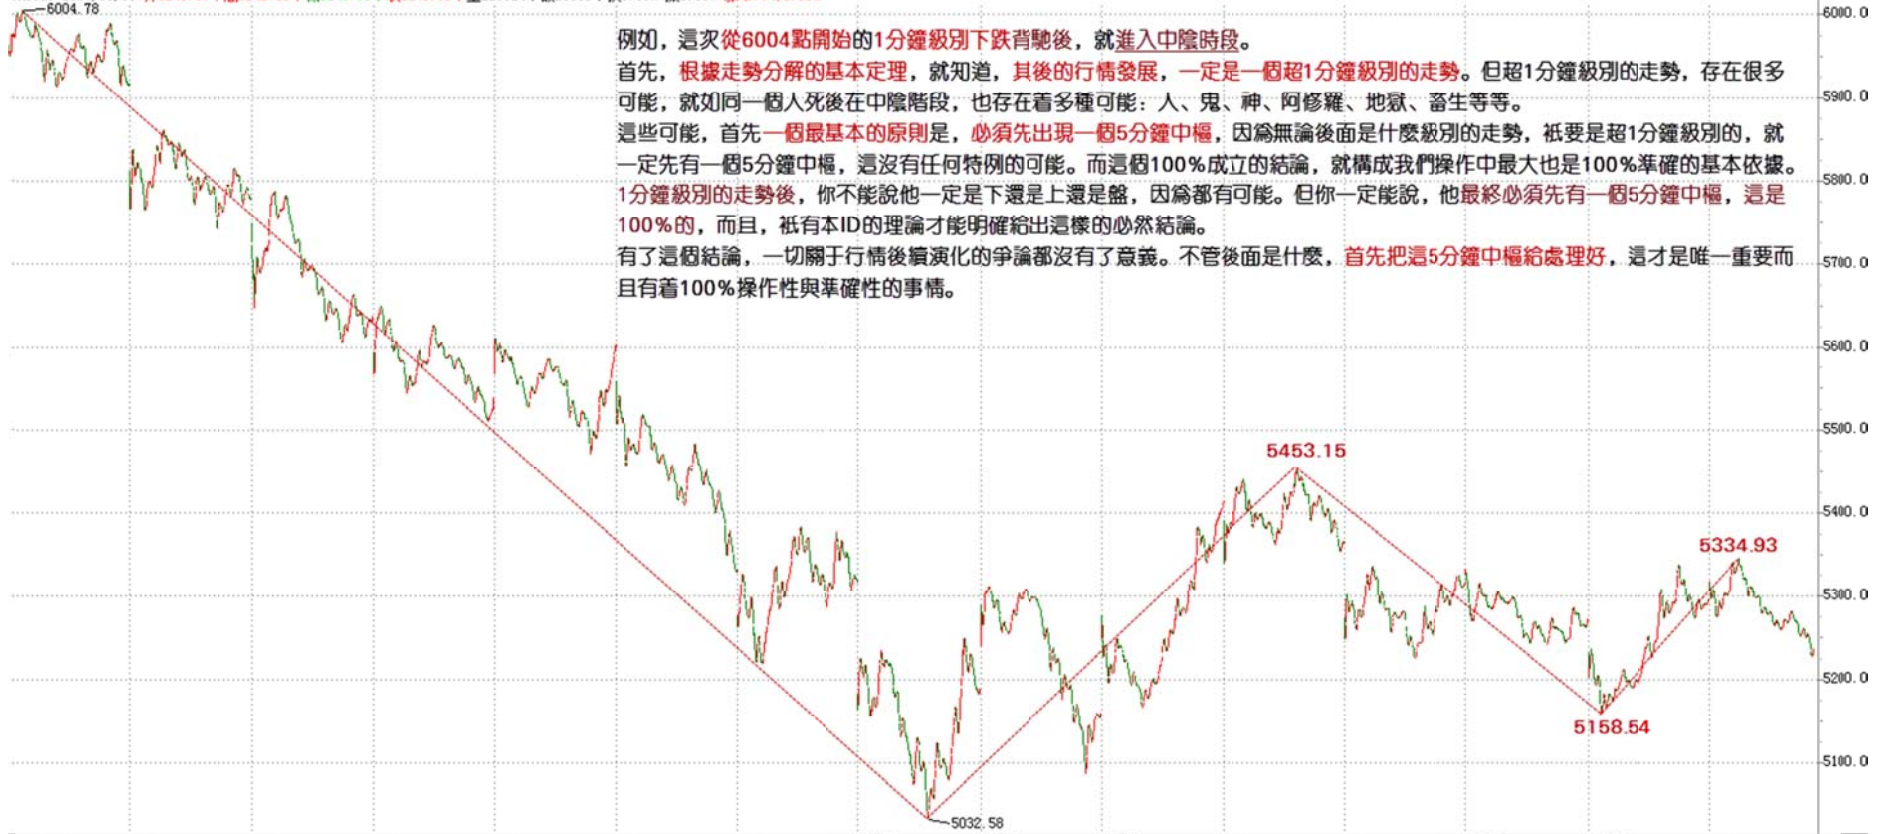 6004.78
例如，這次從6004點開始的1分鐘級別下跌背馳後，就進入中陰時段。
首先，根據走勢分解的基本定理，就知道，其後的行情發展，一定是一個超1分鐘級別的走勢。但超1分鐘級別的走勢，存在很多
可能，就如同一個人死後在中陰階段，也存在着多種可能：人、鬼、神、阿修羅、地獄、畜生等等。
這些可能，首先一個最基本的原則是，必須先出現一個5分鐘中樞，因爲無論後面是什麼級別的走勢，衹要是超1分鐘級別的，就
一定先有一個5分鐘中樞，這沒有任何特例的可能。而這個100%成立的結論，就構成我們操作中最大也是100%準確的基本依據。
1分鐘級別的走勢後，你不能說他一定是下還是上還是盤，因爲都有可能。但你一定能說，他最終必須先有一個5分鐘中樞，這是
100%的，而且，衹有本ID的理論才能明確給出這樣的必然結論。
有了這個結論，一切關于行情後續演化的爭論都沒有了意義。不管後面是什麼，首先把這5分鐘中樞給處理好，這才是唯一重要而
且有着100%操作性與準確性的事情。
6000.0
5900.0
5800.0
5700.0
5600.0
5500.0
5400.0
5300.0
5200.0
5100.0
5453.15
5334.93
5158.54
5032.58